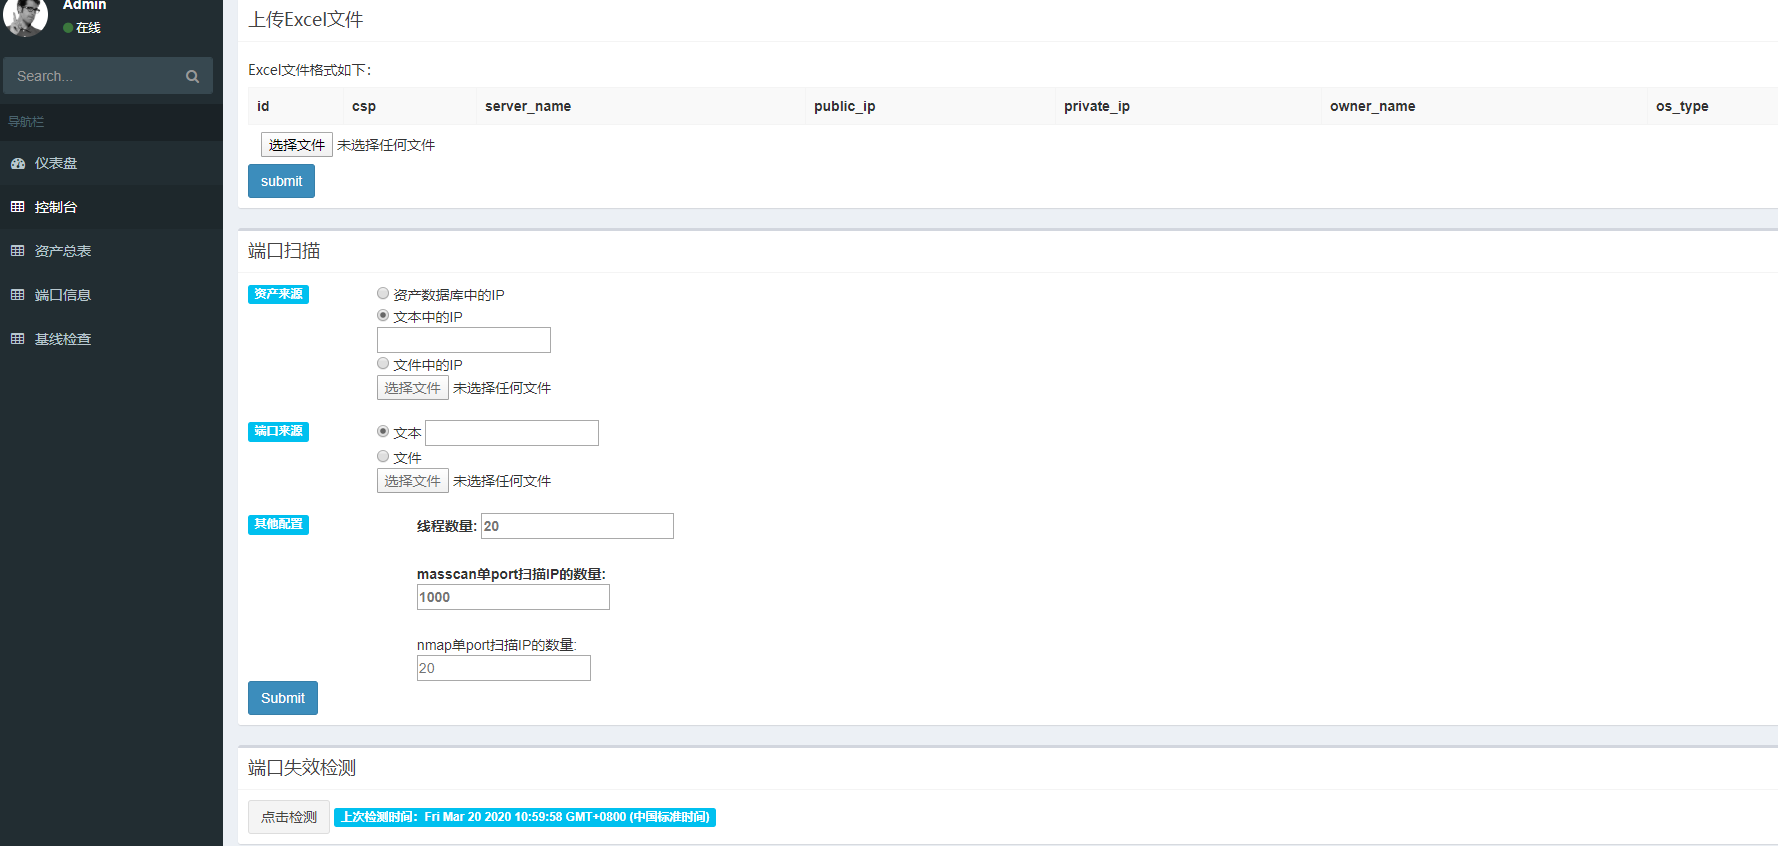 Admin
在线
Search...
导航栏
仪表盘
控制台
资产总表
端口信息
基线检查
上传Excel文件
Excel文件格式如下：
id csp server_name public_ip private_ip owner_name os_type
选择文件 未选择任何文件
submit
端口扫描
资产来源
资产数据库中的IP
文本中的IP
文件中的IP
选择文件 未选择任何文件
端口来源
文本
文件
选择文件 未选择任何文件
其他配置
线程数量: 20
masscan单port扫描IP的数量:
1000
nmap单port扫描IP的数量:
20
Submit
端口失效检测
点击检测 上次检测时间：Fri Mar 20 2020 10:59:58 GMT+0800 (中国标准时间)